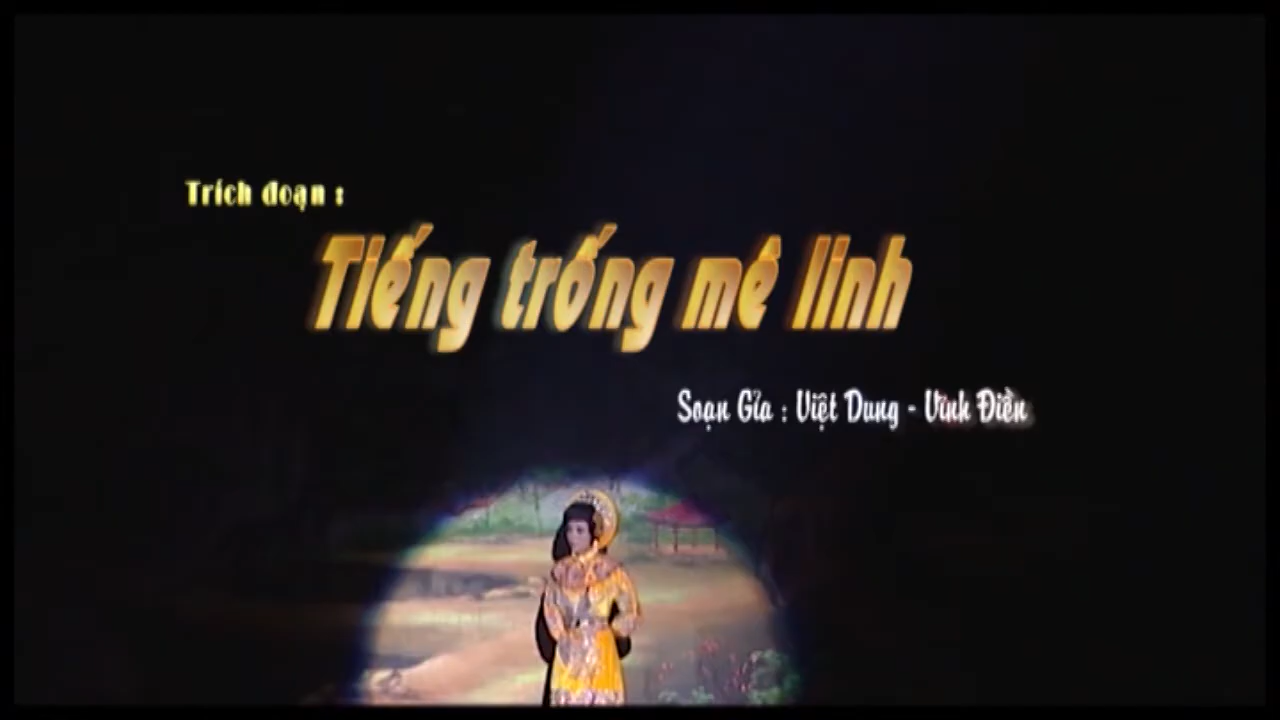 Trích đoạn :
Tiếng trống mê linh
Soạn Gỉa : Việt Dung - Vĩnh Điền